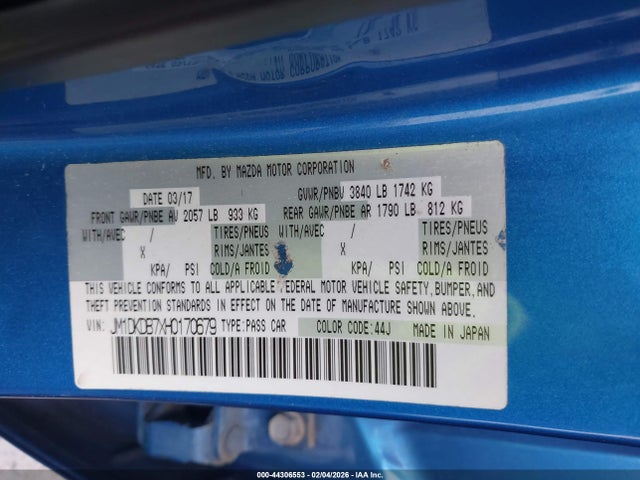 MFD. BY MAZDA MOTOR CORPORATION
DATE 03/17 GVWR/PNBV 3840 LB 1742 KG
FRONT GAWR/PNBE AV 2057 LB 933 KG REAR GAWR/PNBE AR 1790 LB 812 KG
WITH/AVEC / TIRES/PNEUS WITH/AVEC / TIRES/PNEUS
X RIMS/JANTES X RIMS/JANTES
KPA/ PSI COLD/A FROID KPA/ PSI COLD/A FROID
THIS VEHICLE CONFORMS TO ALL APPLICABLE FEDERAL MOTOR VEHICLE SAFETY, BUMPER, AND
THEFT PREVENTION STANDARDS IN EFFECT ON THE DATE OF MANUFACTURE SHOWN ABOVE.
VIN: JM1DKDB7XH0170679 TYPE:PASS CAR COLOR CODE:44J MADE IN JAPAN
000-44306553 - 02/04/2026 - IAA Inc.